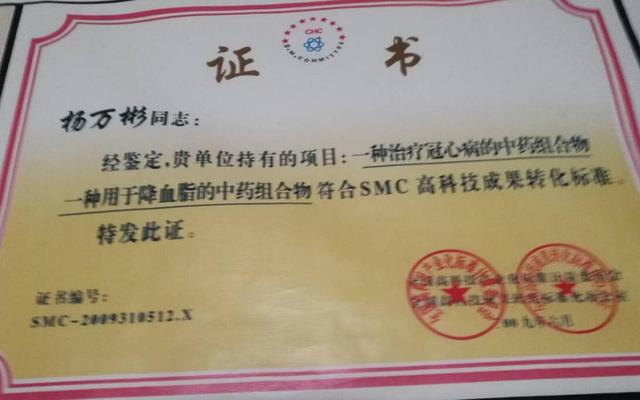 CHC
S.M.COMMITTEE
证 书
杨万彬同志：
经鉴定,贵单位持有的项目：一种治疗冠心病的中药组合物
一种用于降血脂的中药组合物 符合SMC 高科技成果转化标准。
特发此证。
证书编号：
SMC-2009310512.X